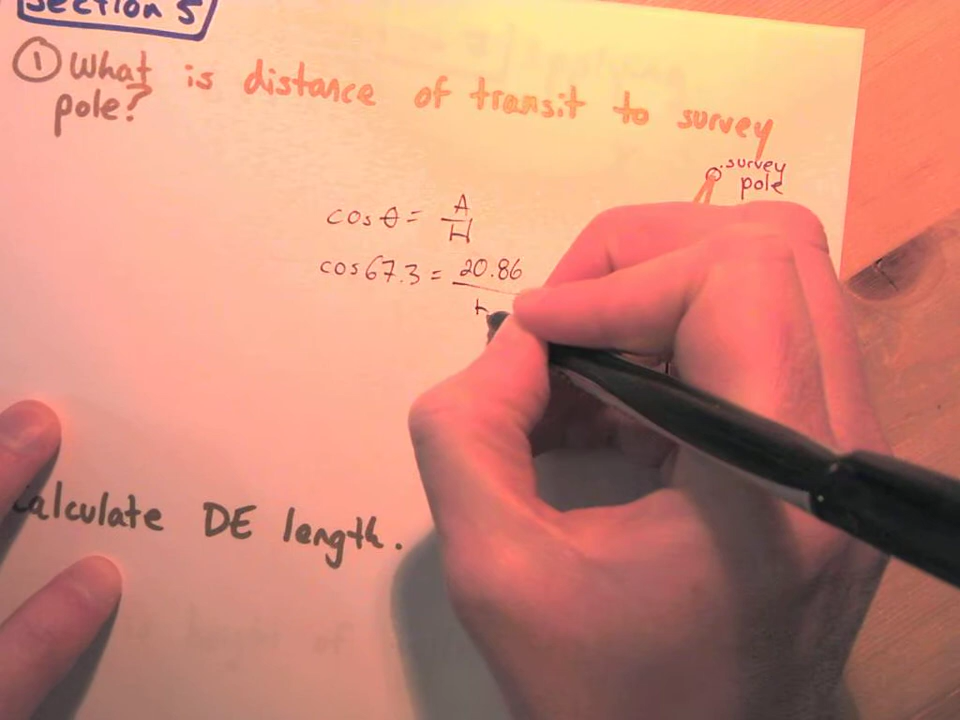 Section 5
① What is distance of transit to survey
pole?
survey
pole
cos θ = A
H
cos 67.3 = 20.86
Calculate DE length.